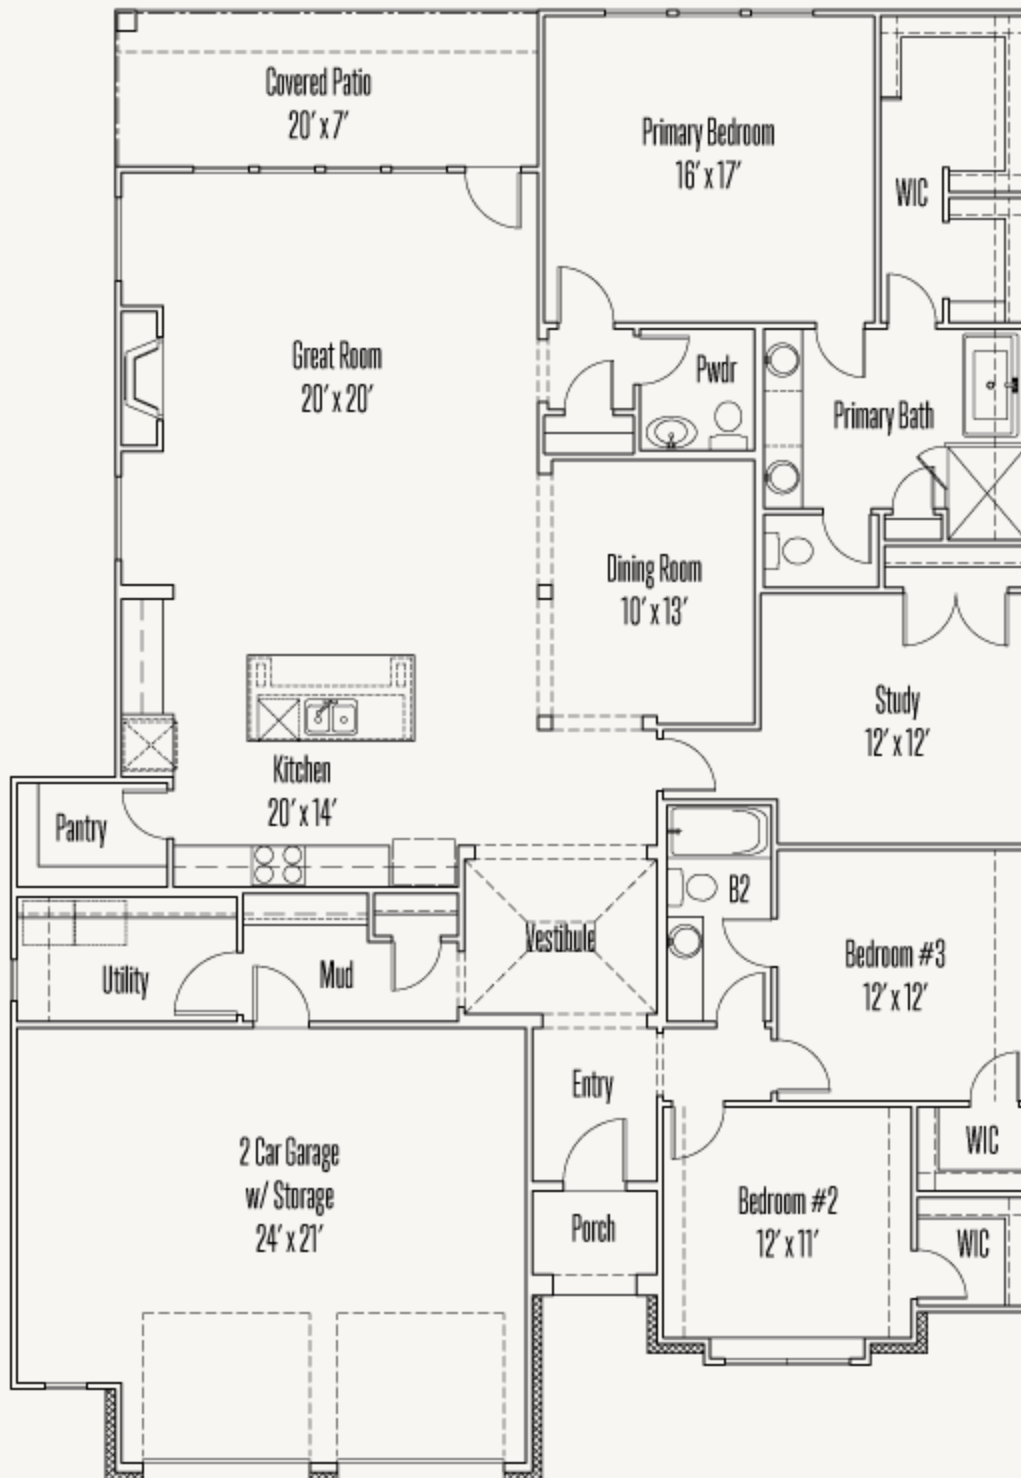 Covered Patio
20' x 7'
Primary Bedroom
16' x 17'
WIC
Great Room
20' x 20'
Pwdr
Primary Bath
Dining Room
10' x 13'
Study
12' x 12'
Kitchen
20' x 14'
Pantry
B2
Vestibule
Bedroom #3
12' x 12'
Utility
Mud
Entry
WIC
2 Car Garage
w/ Storage
24' x 21'
Bedroom #2
12' x 11'
Porch
WIC